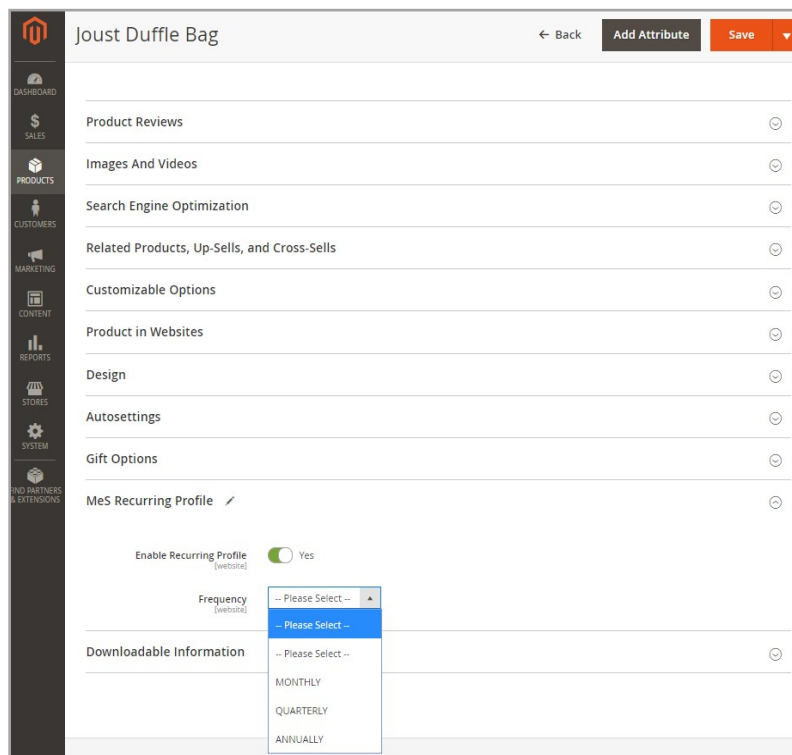 Joust Duffle Bag
← Back
Add Attribute
Save
DASHBOARD
$
SALES
PRODUCTS
CUSTOMERS
MARKETING
CONTENT
REPORTS
STORES
SYSTEM
FIND PARTNERS
& EXTENSIONS
Product Reviews
Images And Videos
Search Engine Optimization
Related Products, Up-Sells, and Cross-Sells
Customizable Options
Product in Websites
Design
Autosettings
Gift Options
MeS Recurring Profile
Enable Recurring Profile
[website]
Yes
Frequency
[website]
-- Please Select --
-- Please Select --
-- Please Select --
MONTHLY
QUARTERLY
ANNUALLY
Downloadable Information